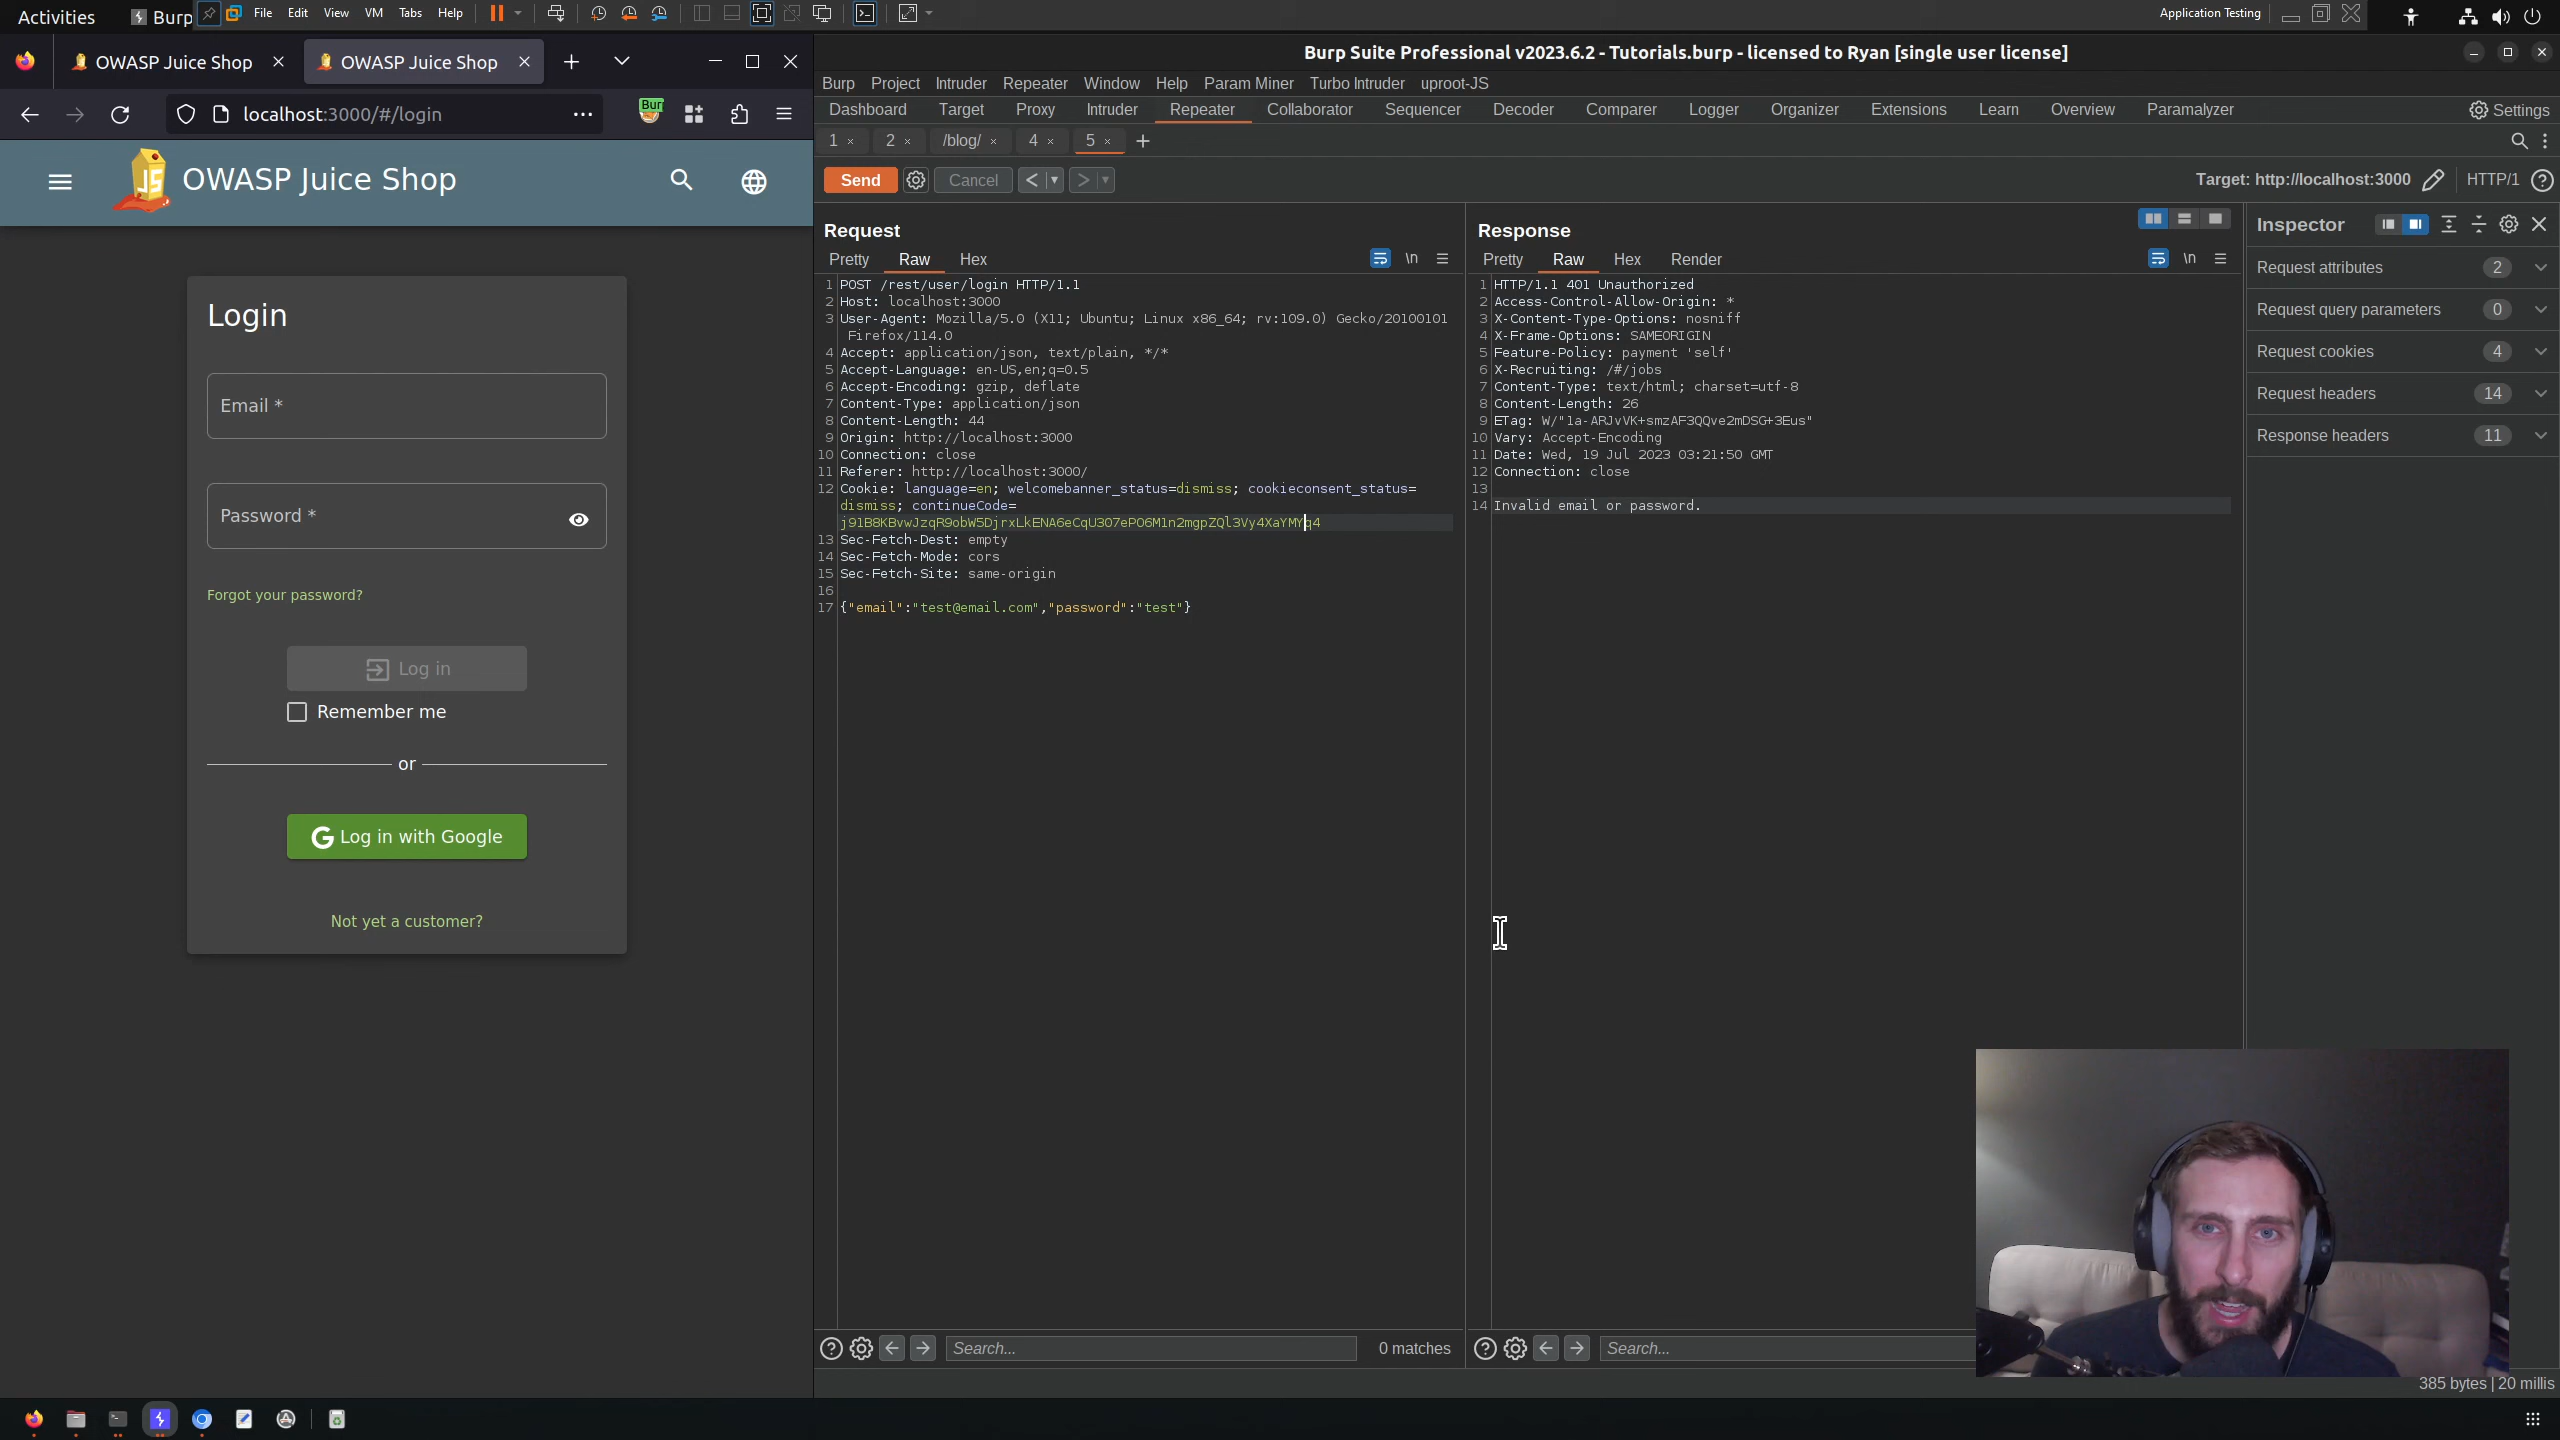 Activities
Burp
File Edit View VM Tabs Help
Application Testing
OWASP Juice Shop
OWASP Juice Shop
localhost:3000/#/login
Bur
OWASP Juice Shop
Login
Email *
Password *
Forgot your password?
Log in
Remember me
or
G Log in with Google
Not yet a customer?
Burp Suite Professional v2023.6.2 - Tutorials.burp - licensed to Ryan [single user license]
Burp Project Intruder Repeater Window Help Param Miner Turbo Intruder uproot-JS
Dashboard Target Proxy Intruder Repeater Collaborator Sequencer Decoder Comparer Logger Organizer Extensions Learn Overview Paramalyzer Settings
1 × 2 × /blog/ × 4 × 5 × +
Send Cancel < >
Target: http://localhost:3000 HTTP/1
Request
Pretty Raw Hex \n
1 POST /rest/user/login HTTP/1.1
2 Host: localhost:3000
3 User-Agent: Mozilla/5.0 (X11; Ubuntu; Linux x86_64; rv:109.0) Gecko/20100101
Firefox/114.0
4 Accept: application/json, text/plain, */*
5 Accept-Language: en-US,en;q=0.5
6 Accept-Encoding: gzip, deflate
7 Content-Type: application/json
8 Content-Length: 44
9 Origin: http://localhost:3000
10 Connection: close
11 Referer: http://localhost:3000/
12 Cookie: language=en; welcomebanner_status=dismiss; cookieconsent_status=
dismiss; continueCode=
j91B8KBvwJzqR9obW5DjrxLkENA6eCqU3O7ePO6M1n2mgpZQl3Vy4XaYMYq4
13 Sec-Fetch-Dest: empty
14 Sec-Fetch-Mode: cors
15 Sec-Fetch-Site: same-origin
16
17 {"email":"test@email.com","password":"test"}
Search... 0 matches
Response
Pretty Raw Hex Render \n
1 HTTP/1.1 401 Unauthorized
2 Access-Control-Allow-Origin: *
3 X-Content-Type-Options: nosniff
4 X-Frame-Options: SAMEORIGIN
5 Feature-Policy: payment 'self'
6 X-Recruiting: /#/jobs
7 Content-Type: text/html; charset=utf-8
8 Content-Length: 26
9 ETag: W/"1a-ARJvVK+smzAF3QQve2mDSG+3Eus"
10 Vary: Accept-Encoding
11 Date: Wed, 19 Jul 2023 03:21:50 GMT
12 Connection: close
13
14 Invalid email or password.
Search...
Inspector
Request attributes 2
Request query parameters 0
Request cookies 4
Request headers 14
Response headers 11
385 bytes | 20 millis